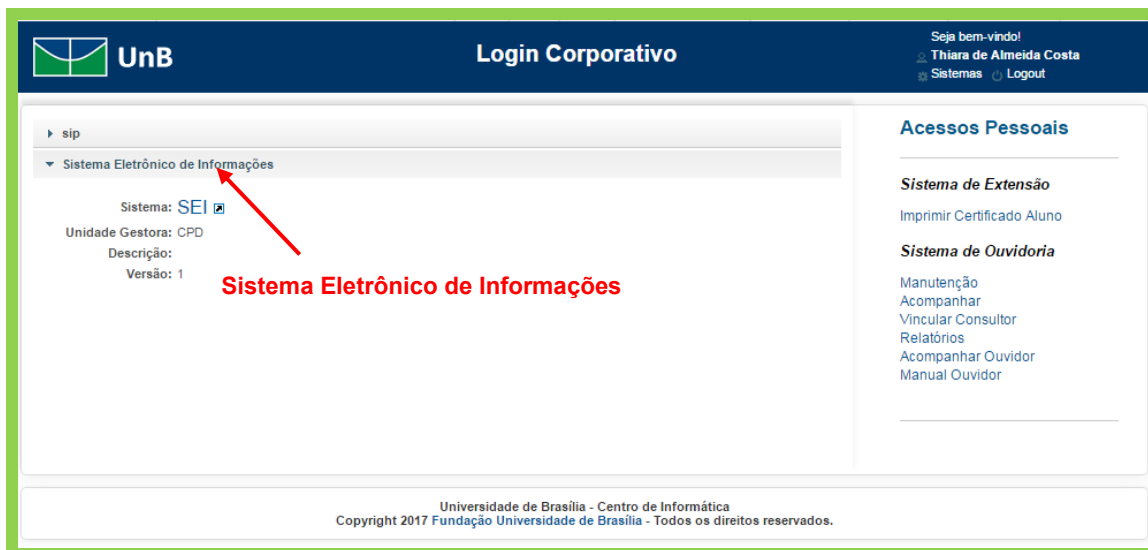 UnB
Login Corporativo
Seja bem-vindo!
Thiara de Almeida Costa
Sistemas Logout
sip
Sistema Eletrônico de Informações
Sistema: SEI
Unidade Gestora: CPD
Descrição:
Versão: 1
Sistema Eletrônico de Informações
Acessos Pessoais
Sistema de Extensão
Imprimir Certificado Aluno
Sistema de Ouvidoria
Manutenção
Acompanhar
Vincular Consultor
Relatórios
Acompanhar Ouvidor
Manual Ouvidor
Universidade de Brasília - Centro de Informática
Copyright 2017 Fundação Universidade de Brasília - Todos os direitos reservados.